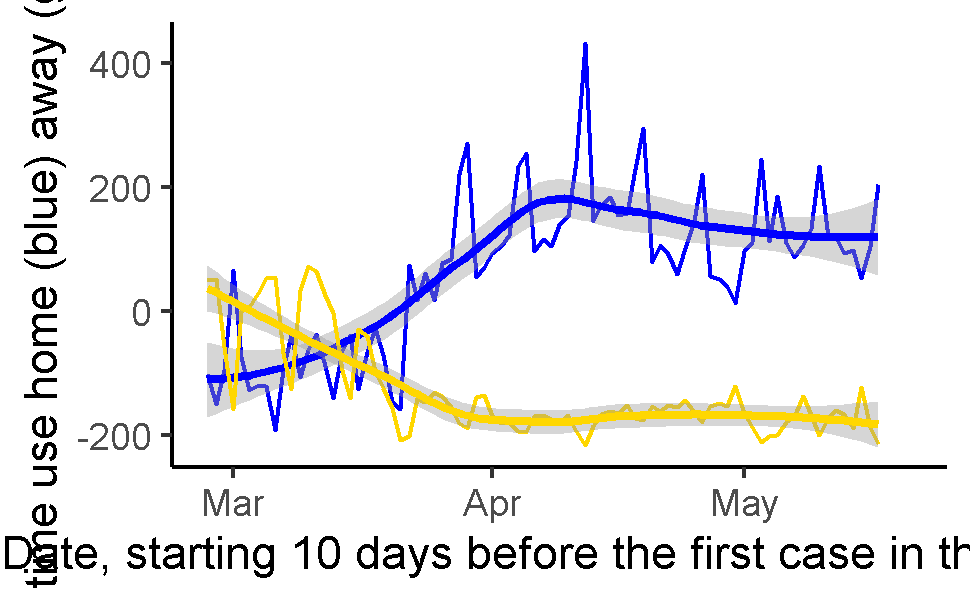 time use home (blue) away (
400
200
0
-200
Mar Apr May
Date, starting 10 days before the first case in th